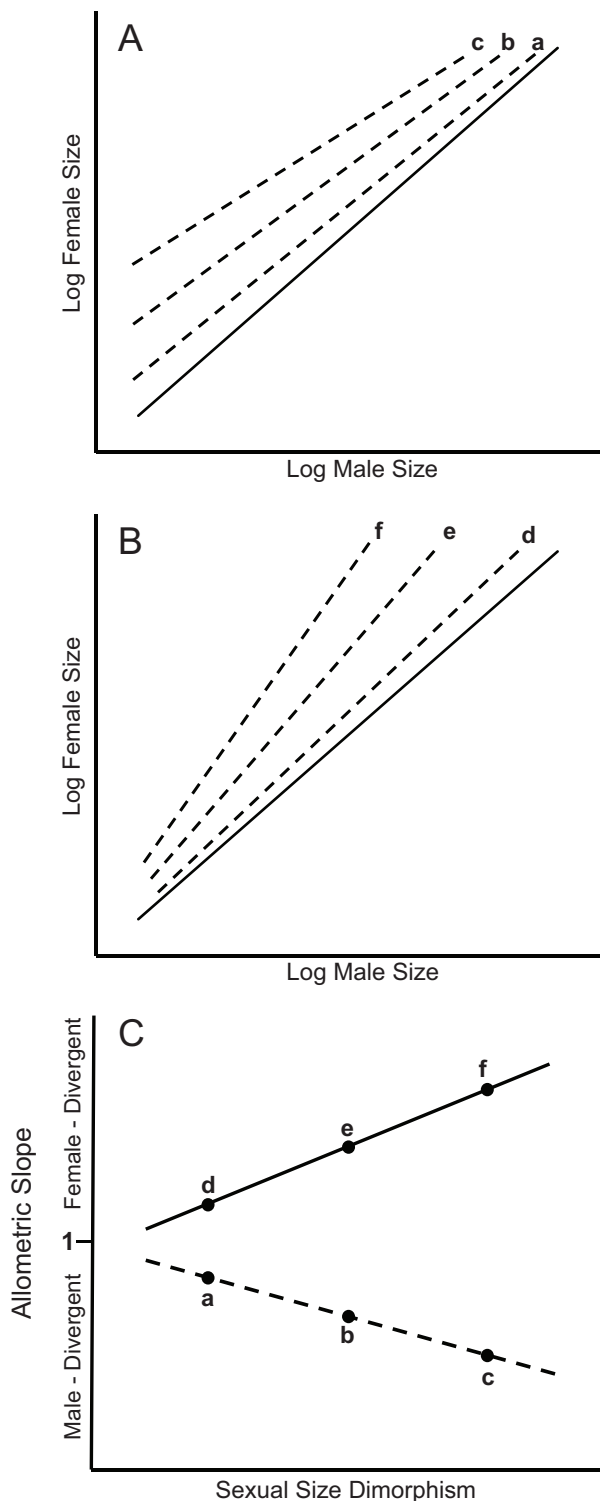 A
c b a
Log Female Size
Log Male Size
B
f e d
Log Female Size
Log Male Size
C
Allometric Slope
Male - Divergent Female - Divergent
1
d e f
a b c
Sexual Size Dimorphism